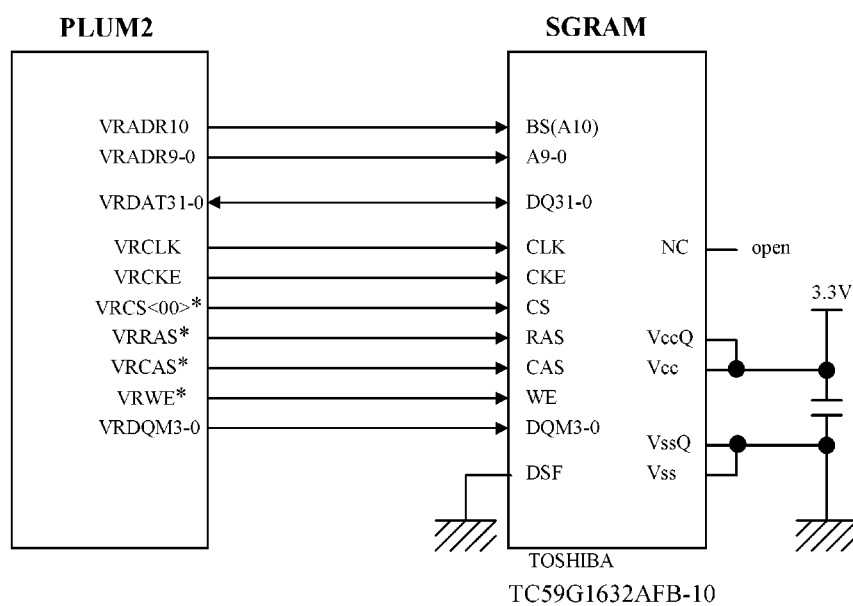 PLUM2
SGRAM
VRADR10
BS(A10)
VRADR9-0
A9-0
VRDAT31-0
DQ31-0
VRCLK
CLK
NC
open
VRCKE
CKE
VRCS<00>*
CS
3.3V
VRRAS*
RAS
VccQ
VRCAS*
CAS
Vcc
VRWE*
WE
VRDQM3-0
DQM3-0
VssQ
DSF
Vss
TOSHIBA
TC59G1632AFB-10